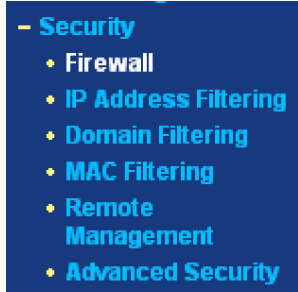 – Security
• Firewall
• IP Address Filtering
• Domain Filtering
• MAC Filtering
• Remote
Management
• Advanced Security